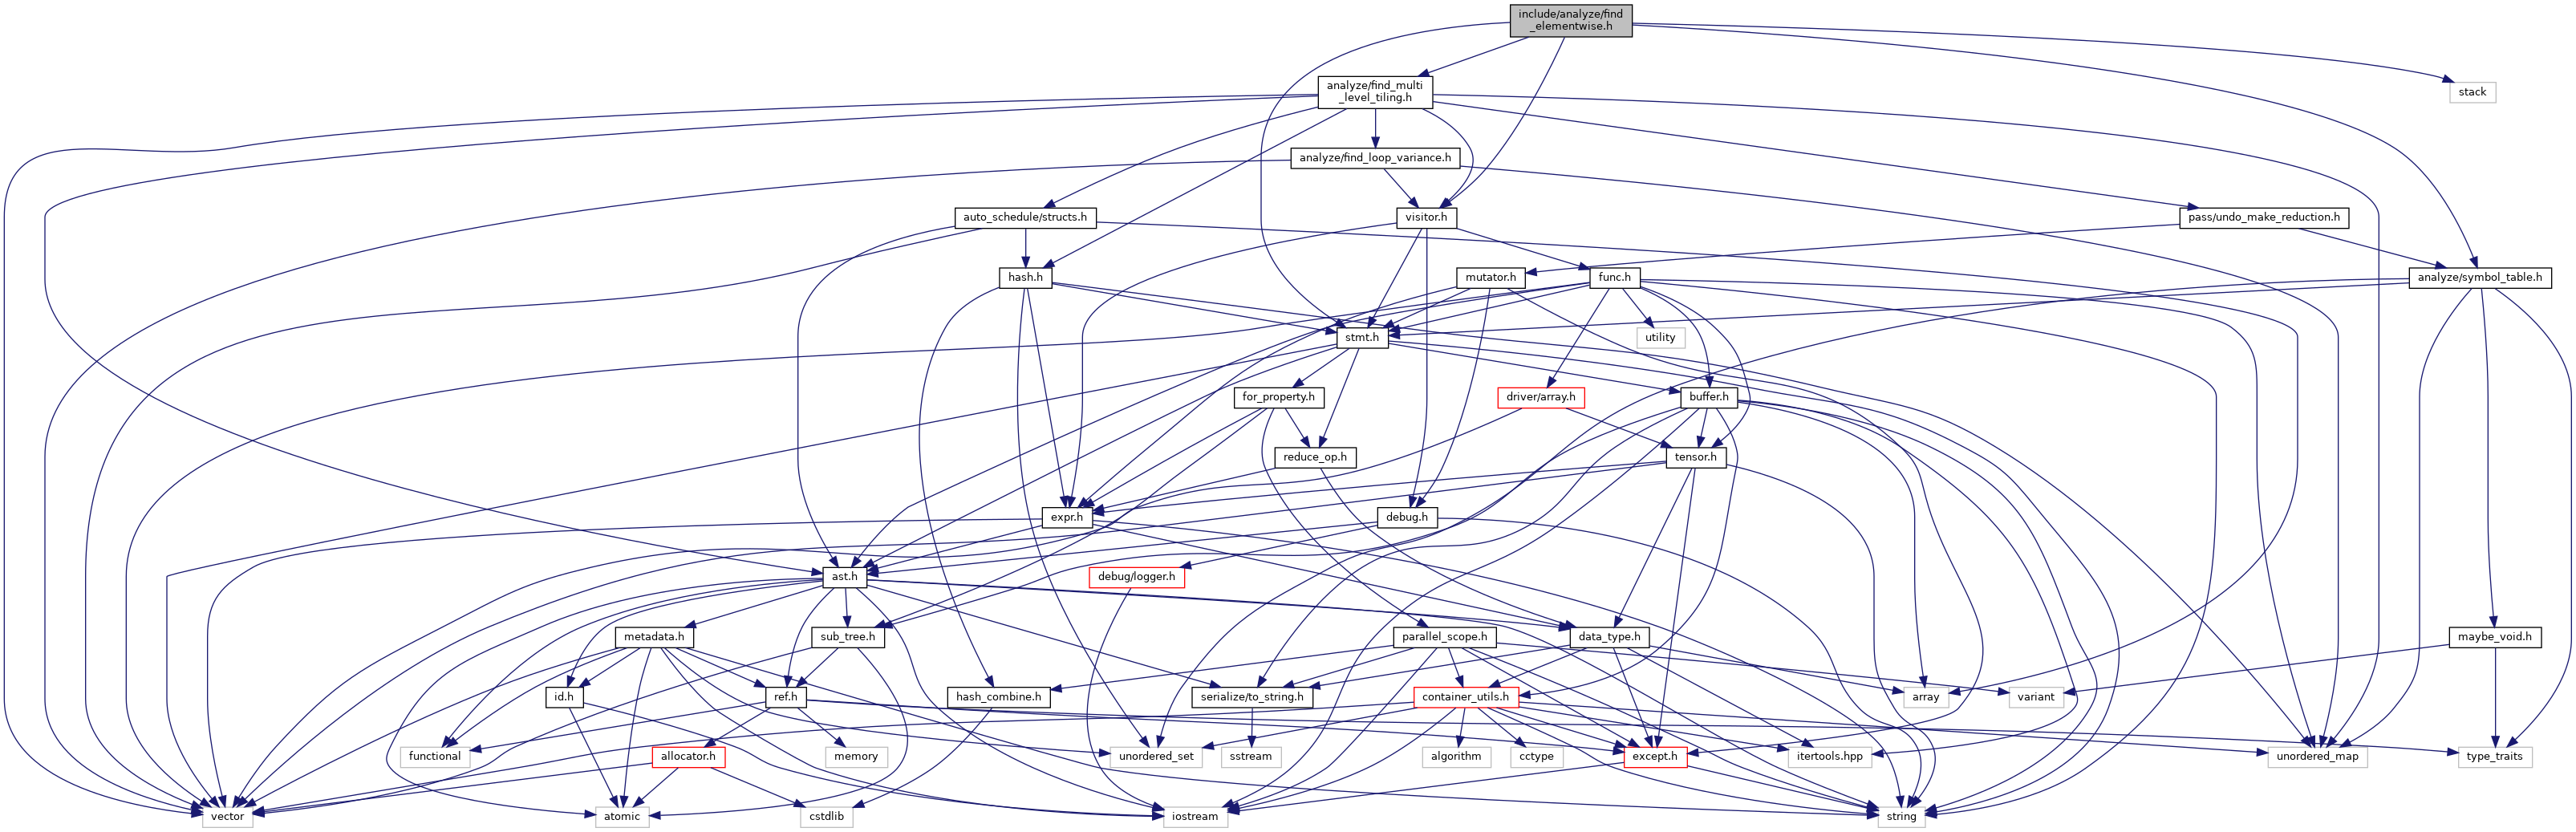 include/analyze/find
_elementwise.h
analyze/find_multi
_level_tiling.h
stack
analyze/find_loop_variance.h
auto_schedule/structs.h
visitor.h
pass/undo_make_reduction.h
hash.h
mutator.h
func.h
analyze/symbol_table.h
stmt.h
utility
for_property.h
driver/array.h
buffer.h
reduce_op.h
tensor.h
expr.h
debug.h
ast.h
debug/logger.h
metadata.h
sub_tree.h
parallel_scope.h
data_type.h
maybe_void.h
id.h
ref.h
hash_combine.h
serialize/to_string.h
container_utils.h
array
variant
functional
allocator.h
memory
unordered_set
sstream
algorithm
cctype
except.h
itertools.hpp
unordered_map
type_traits
vector
atomic
cstdlib
iostream
string